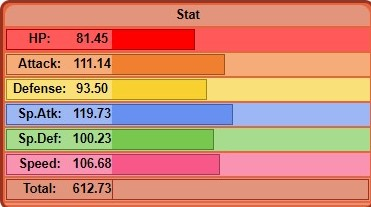 Stat
HP: 81.45
Attack: 111.14
Defense: 93.50
Sp.Atk: 119.73
Sp.Def: 100.23
Speed: 106.68
Total: 612.73